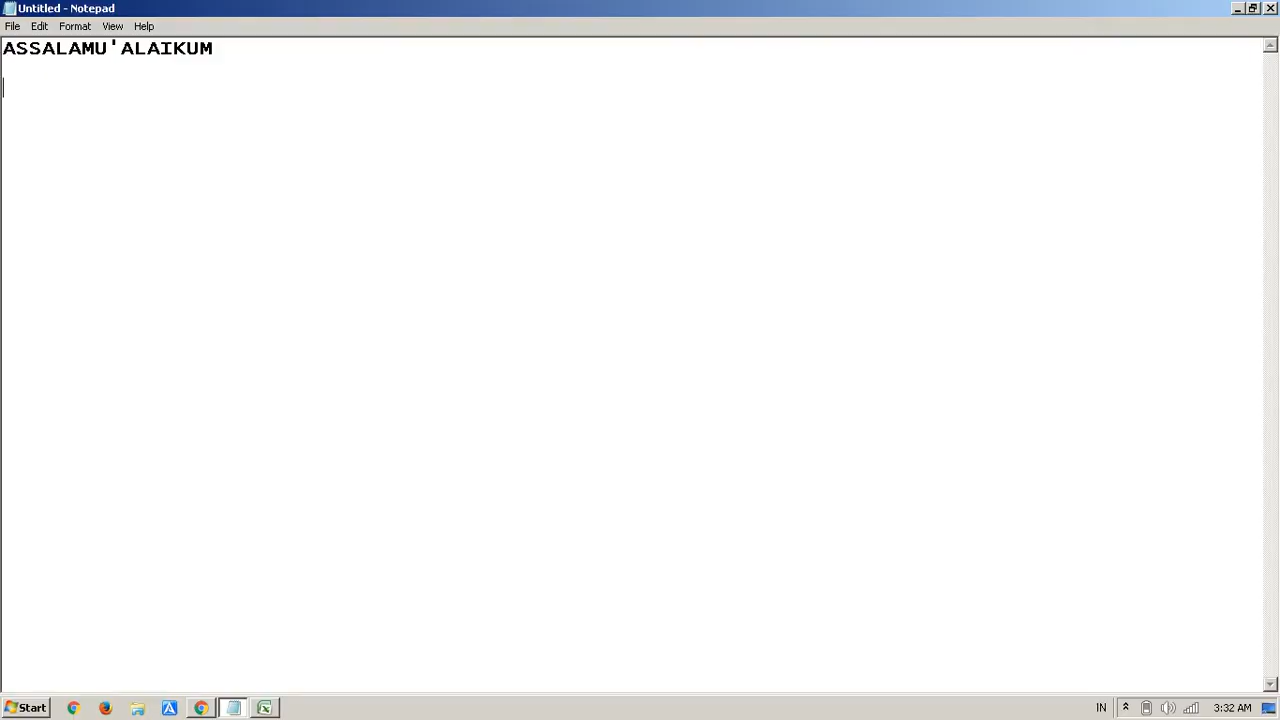 Untitled - Notepad
File Edit Format View Help
ASSALAMU'ALAIKUM
Start
IN
3:32 AM